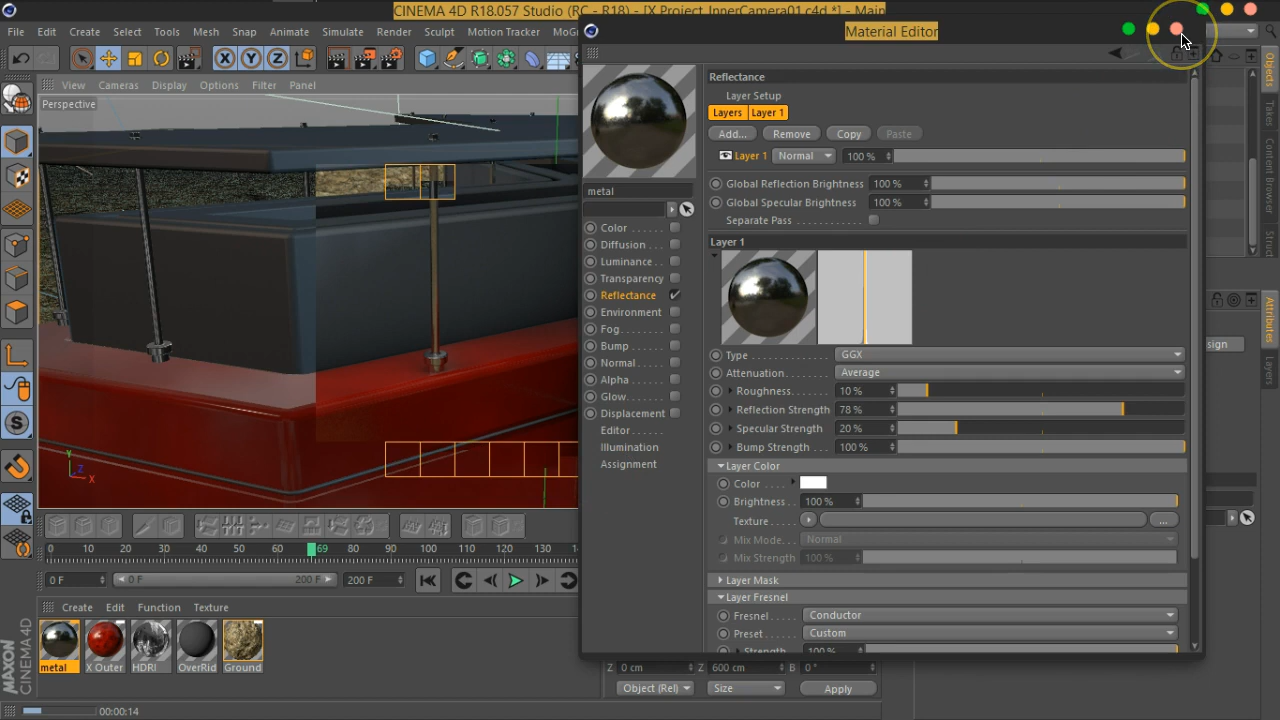 CINEMA 4D R18.057 Studio (RC - R18) - [X Project_InnerCamera01.c4d *] - Main
File Edit Create Select Tools Mesh Snap Animate Simulate Render Sculpt Motion Tracker
Material Editor
View Cameras Display Options Filter Panel
Perspective
Reflectance
Layer Setup
Layers Layer 1
Add... Remove Copy Paste
Layer 1 Normal 100 %
metal
Global Reflection Brightness 100 %
Global Specular Brightness 100 %
Separate Pass
Layer 1
Color
Diffusion
Luminance
Transparency
Reflectance
Environment
Fog
Bump
Normal
Alpha
Glow
Displacement
Editor
Illumination
Assignment
Type GGX
Attenuation Average
Roughness 10 %
Reflection Strength 78 %
Specular Strength 20 %
Bump Strength 100 %
Layer Color
Color
Brightness 100 %
Texture ...
Mix Mode Normal
Mix Strength 100 %
Layer Mask
Layer Fresnel
Fresnel Conductor
Preset Custom
Strength 100 %
Y
Z
X
0 10 20 30 40 50 60 69 80 90 100 110 120 130
0 F 0 F 200 F 200 F
Create Edit Function Texture
metal X Outer HDRI OverRid Ground
Z 0 cm Z 600 cm B 0 °
Object (Rel) Size Apply
00:00:14
MAXON
CINEMA 4D
Objects
Takes
Attributes
Layers